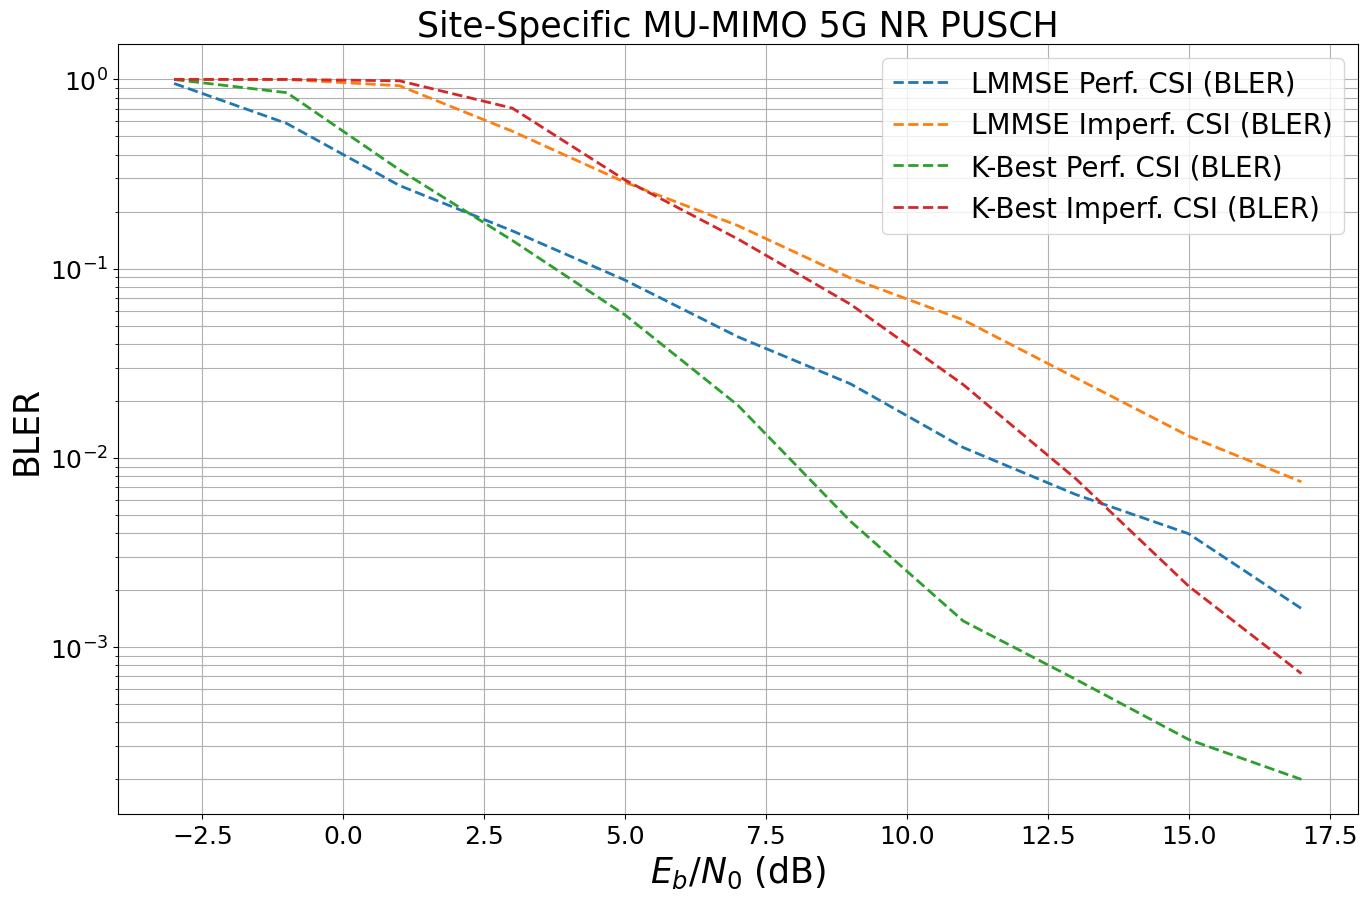 Site-Specific MU-MIMO 5G NR PUSCH
LMMSE Perf. CSI (BLER)
LMMSE Imperf. CSI (BLER)
K-Best Perf. CSI (BLER)
K-Best Imperf. CSI (BLER)
BLER
10⁰
10⁻¹
10⁻²
10⁻³
−2.5 0.0 2.5 5.0 7.5 10.0 12.5 15.0 17.5
E_b/N_0 (dB)